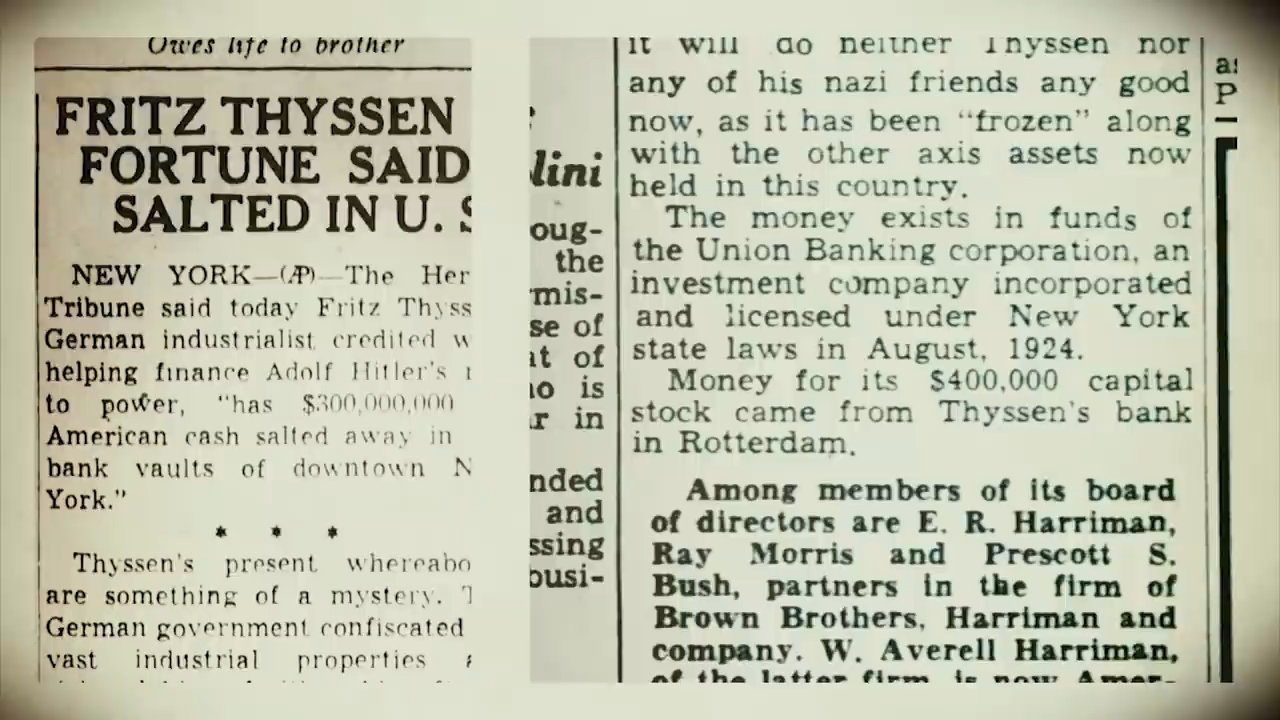 Owes life to brother
FRITZ THYSSEN
FORTUNE SAID
SALTED IN U. S
NEW YORK—(AP)—The Her
Tribune said today Fritz Thyss
German industrialist credited w
helping finance Adolf Hitler's r
to power, "has $300,000,000
American cash salted away in
bank vaults of downtown N
York."
* * *
Thyssen's present whereabo
are something of a mystery. T
German government confiscated
vast industrial properties
lini
oug-
the
mis-
se of
at of
no is
r in
nded
and
ssing
busi-
it will do neither Thyssen nor
any of his nazi friends any good
now, as it has been "frozen" along
with the other axis assets now
held in this country.
The money exists in funds of
the Union Banking corporation, an
investment company incorporated
and licensed under New York
state laws in August, 1924.
Money for its $400,000 capital
stock came from Thyssen's bank
in Rotterdam.
Among members of its board
of directors are E. R. Harriman,
Ray Morris and Prescott S.
Bush, partners in the firm of
Brown Brothers, Harriman and
company. W. Averell Harriman,
of the latter firm, is now Amer-
a
P